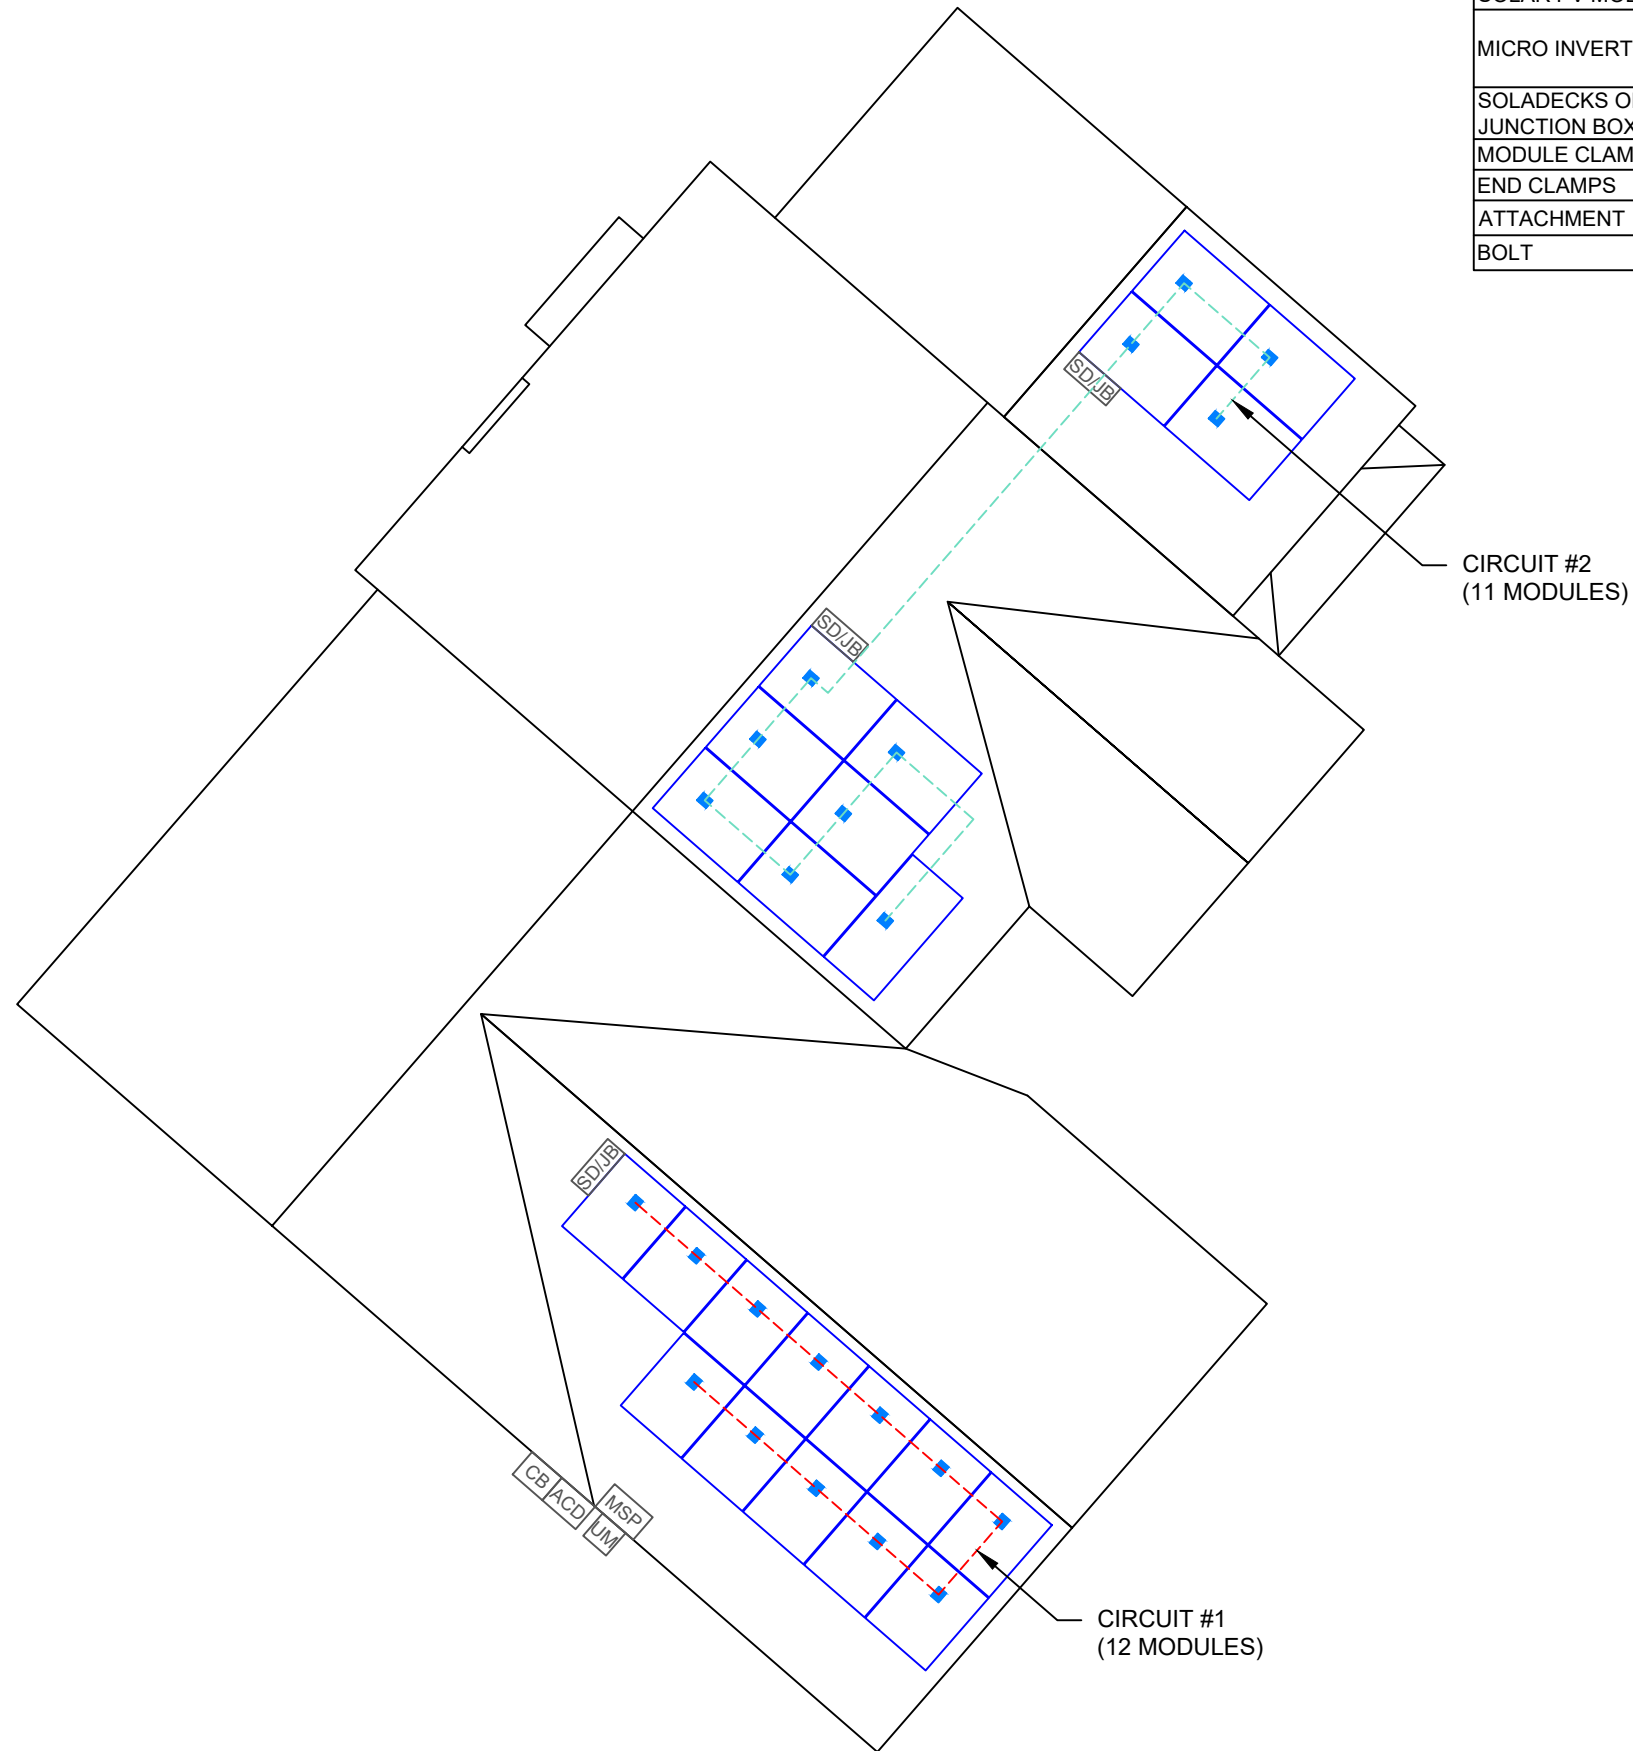 MICRO INVERT
SOLADECKS O
JUNCTION BOX
MODULE CLAM
END CLAMPS
ATTACHMENT
BOLT
SD/JB
CIRCUIT #2
(11 MODULES)
SD/JB
SD/JB
CB
ACD
UM
MSP
CIRCUIT #1
(12 MODULES)